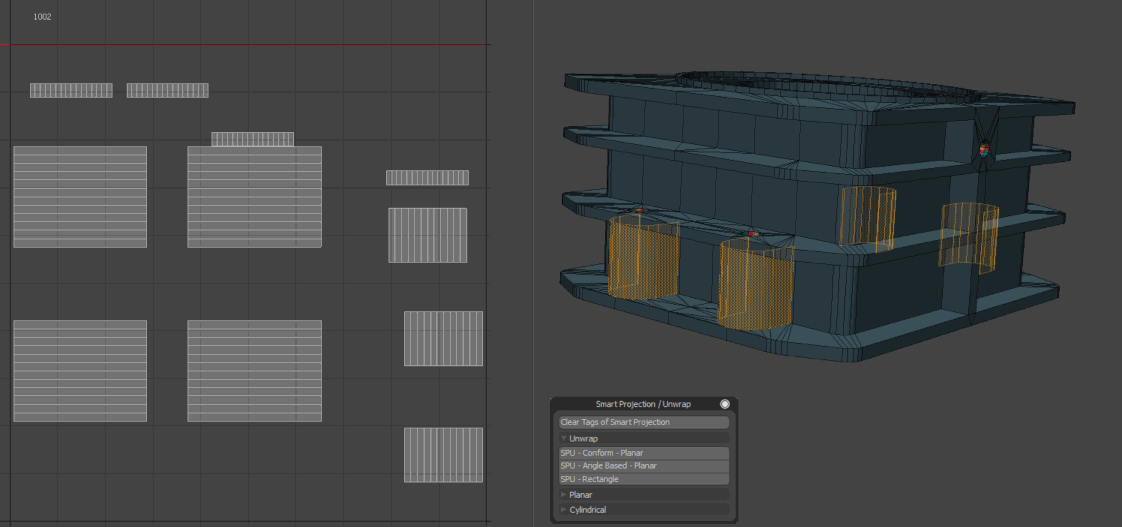 1002
Smart Projection / Unwrap
Clear Tags of Smart Projection
Unwrap
SPU - Conform - Planar
SPU - Angle Based - Planar
SPU - Rectangle
Planar
Cylindrical